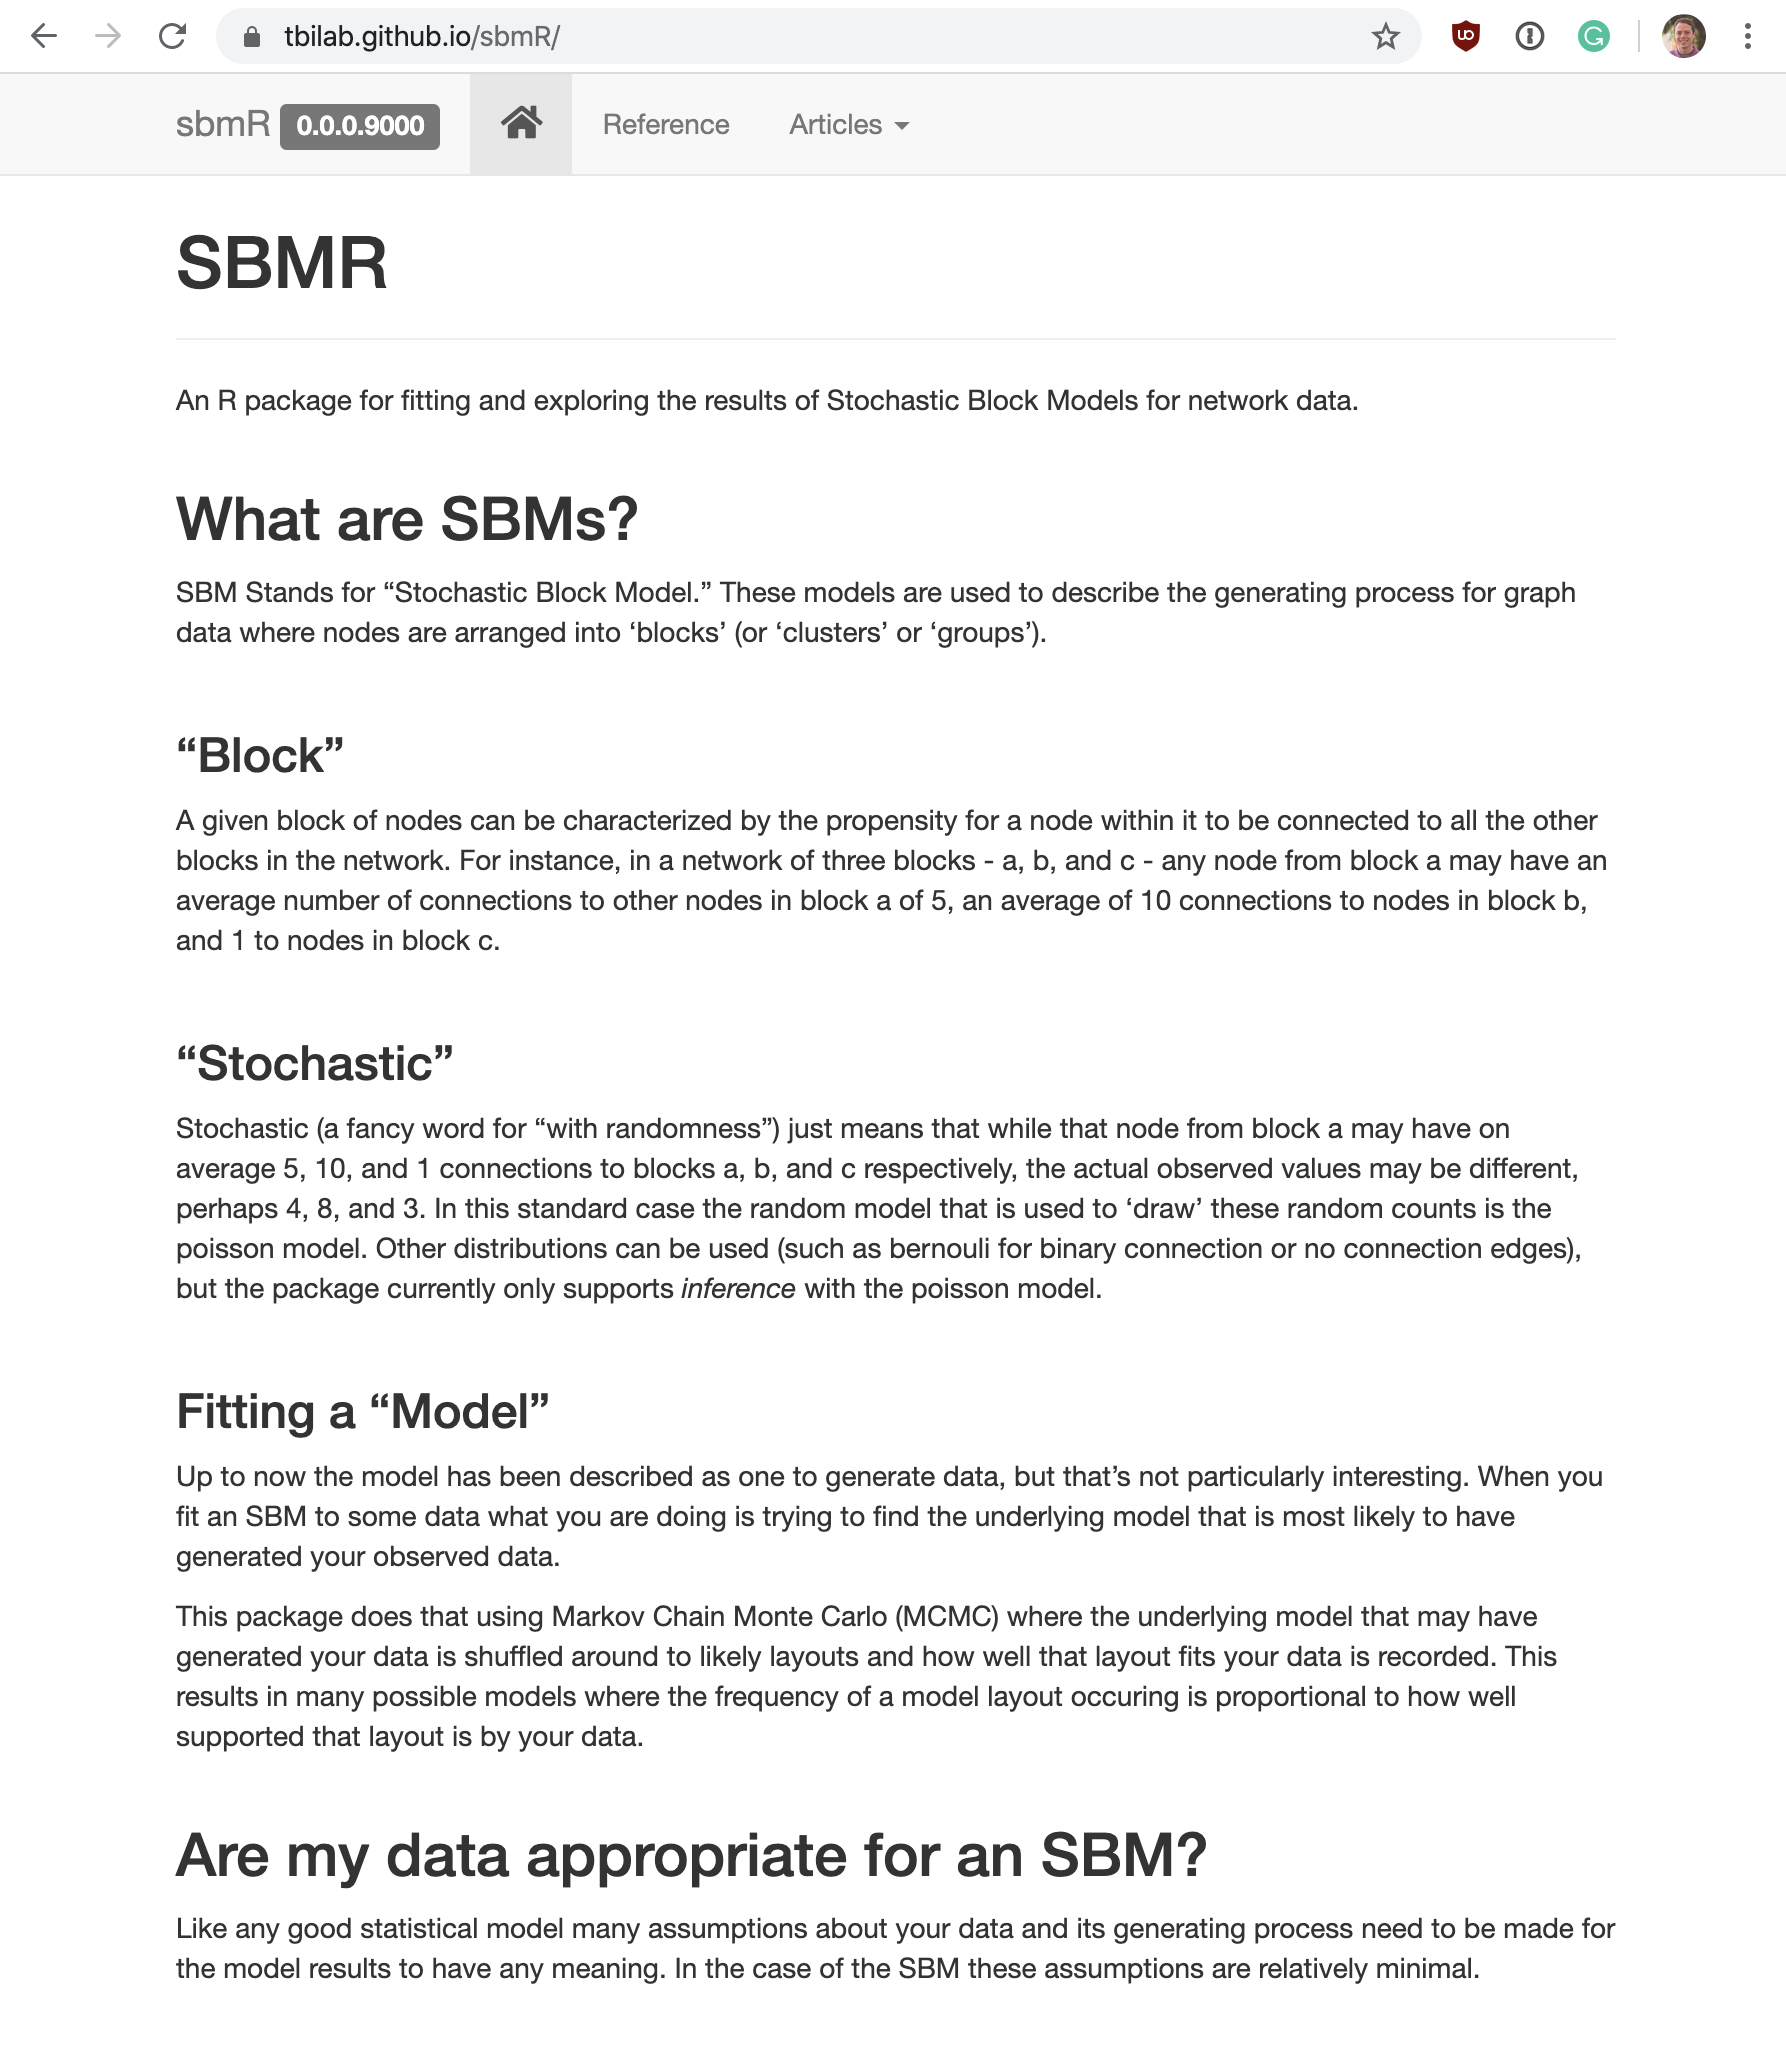 tbilab.github.io/sbmR/
sbmR 0.0.0.9000 Reference Articles
SBMR
An R package for fitting and exploring the results of Stochastic Block Models for network data.
What are SBMs?
SBM Stands for “Stochastic Block Model.” These models are used to describe the generating process for graph
data where nodes are arranged into ‘blocks’ (or ‘clusters’ or ‘groups’).
“Block”
A given block of nodes can be characterized by the propensity for a node within it to be connected to all the other
blocks in the network. For instance, in a network of three blocks - a, b, and c - any node from block a may have an
average number of connections to other nodes in block a of 5, an average of 10 connections to nodes in block b,
and 1 to nodes in block c.
“Stochastic”
Stochastic (a fancy word for “with randomness”) just means that while that node from block a may have on
average 5, 10, and 1 connections to blocks a, b, and c respectively, the actual observed values may be different,
perhaps 4, 8, and 3. In this standard case the random model that is used to ‘draw’ these random counts is the
poisson model. Other distributions can be used (such as bernouli for binary connection or no connection edges),
but the package currently only supports inference with the poisson model.
Fitting a “Model”
Up to now the model has been described as one to generate data, but that’s not particularly interesting. When you
fit an SBM to some data what you are doing is trying to find the underlying model that is most likely to have
generated your observed data.
This package does that using Markov Chain Monte Carlo (MCMC) where the underlying model that may have
generated your data is shuffled around to likely layouts and how well that layout fits your data is recorded. This
results in many possible models where the frequency of a model layout occuring is proportional to how well
supported that layout is by your data.
Are my data appropriate for an SBM?
Like any good statistical model many assumptions about your data and its generating process need to be made for
the model results to have any meaning. In the case of the SBM these assumptions are relatively minimal.